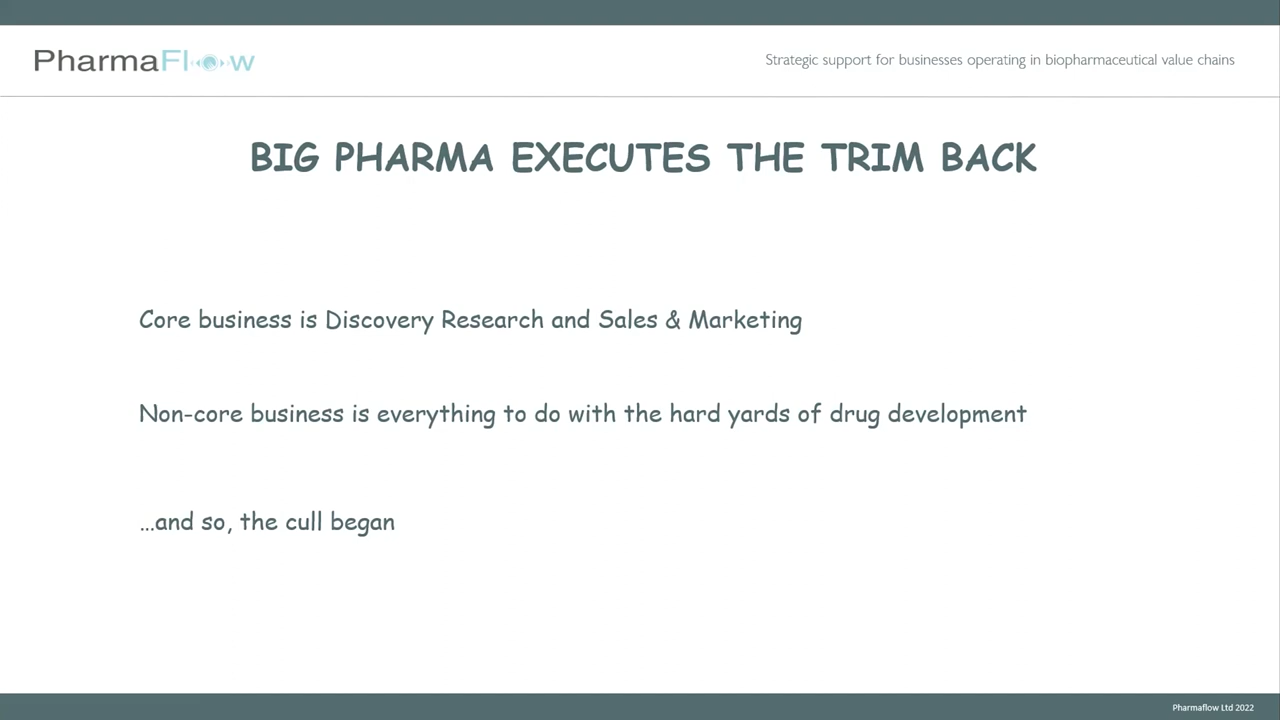 PharmaFlow
Strategic support for businesses operating in biopharmaceutical value chains
BIG PHARMA EXECUTES THE TRIM BACK
Core business is Discovery Research and Sales & Marketing
Non-core business is everything to do with the hard yards of drug development
...and so, the cull began
Pharmaflow Ltd 2022